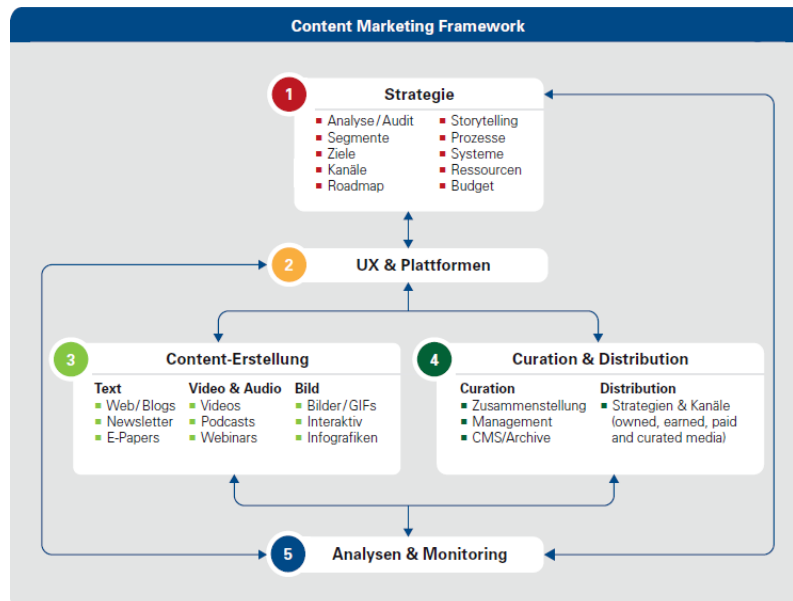 Content Marketing Framework
1
Strategie
Analyse/Audit
Segmente
Ziele
Kanäle
Roadmap
Storytelling
Prozesse
Systeme
Ressourcen
Budget
2
UX & Plattformen
3
Content-Erstellung
Text
Web/Blogs
Newsletter
E-Papers
Video & Audio
Videos
Podcasts
Webinars
Bild
Bilder/GIFs
Interaktiv
Infografiken
4
Curation & Distribution
Curation
Zusammenstellung
Management
CMS/Archive
Distribution
Strategien & Kanäle
(owned, earned, paid
and curated media)
5
Analysen & Monitoring